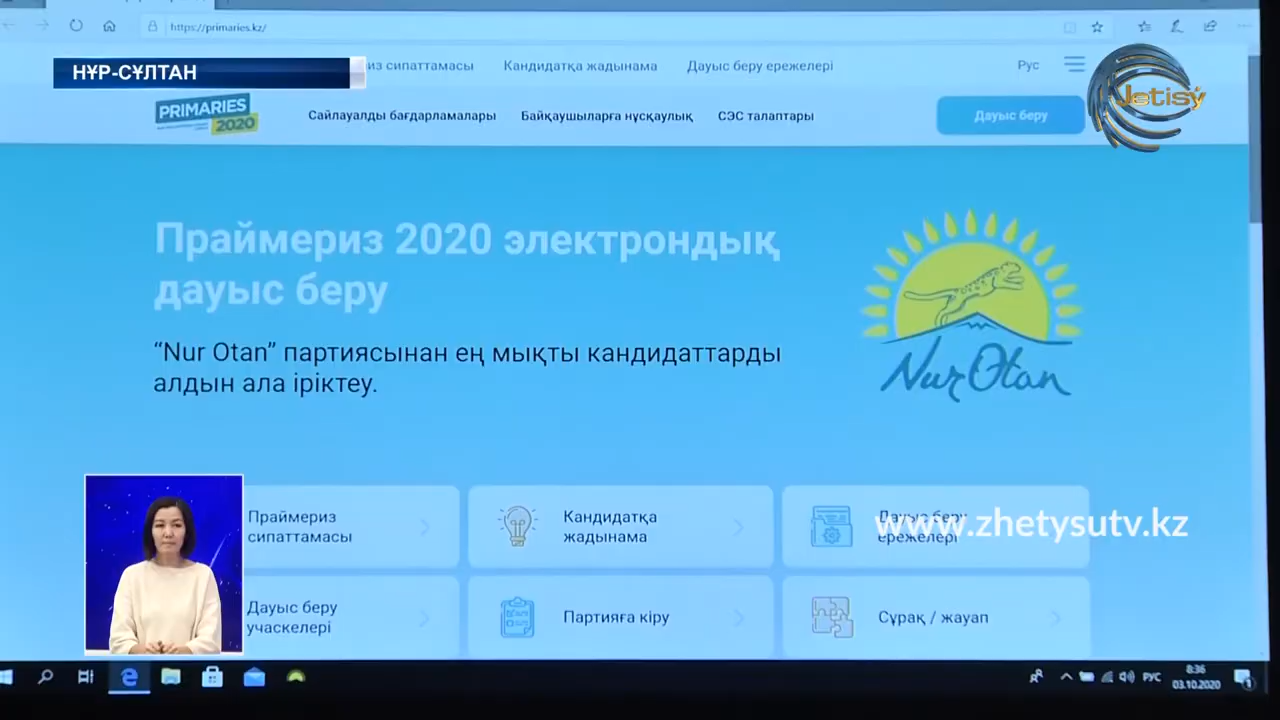 https://primaries.kz/
НҰР-СҰЛТАН
из сипаттамасы
Кандидатқа жадынама
Дауыс беру ережелері
Рус
Jetisý
PRIMARIES
2020
Сайлауалды бағдарламалары
Байқаушыларға нұсқаулық
СЭС талаптары
Дауыс беру
Праймериз 2020 электрондық
дауыс беру
“Nur Otan” партиясынан ең мықты кандидаттарды
алдын ала іріктеу.
Nur Otan
Праймериз
сипаттамасы
Кандидатқа
жадынама
Дауыс беру
ережелері
www.zhetysutv.kz
Дауыс беру
учаскелері
Партияға кіру
Сұрақ / жауап
РУС
8:36
03.10.2020
1